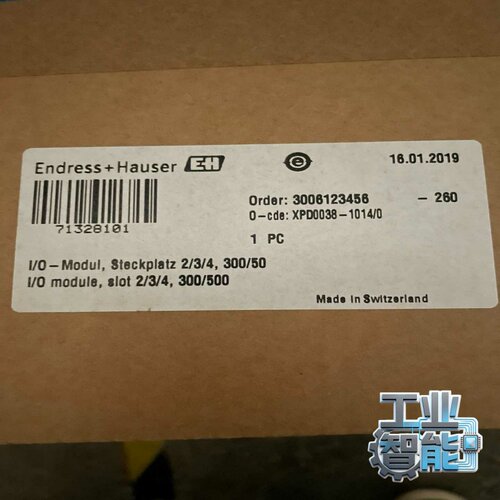 Endress+Hauser EH
e
16.01.2019
71328101
Order: 3006123456 - 260
O-cde: XPD0038-1014/0
1 PC
I/O-Modul, Steckplatz 2/3/4, 300/50
I/O module, slot 2/3/4, 300/500
Made in Switzerland
工业
智能